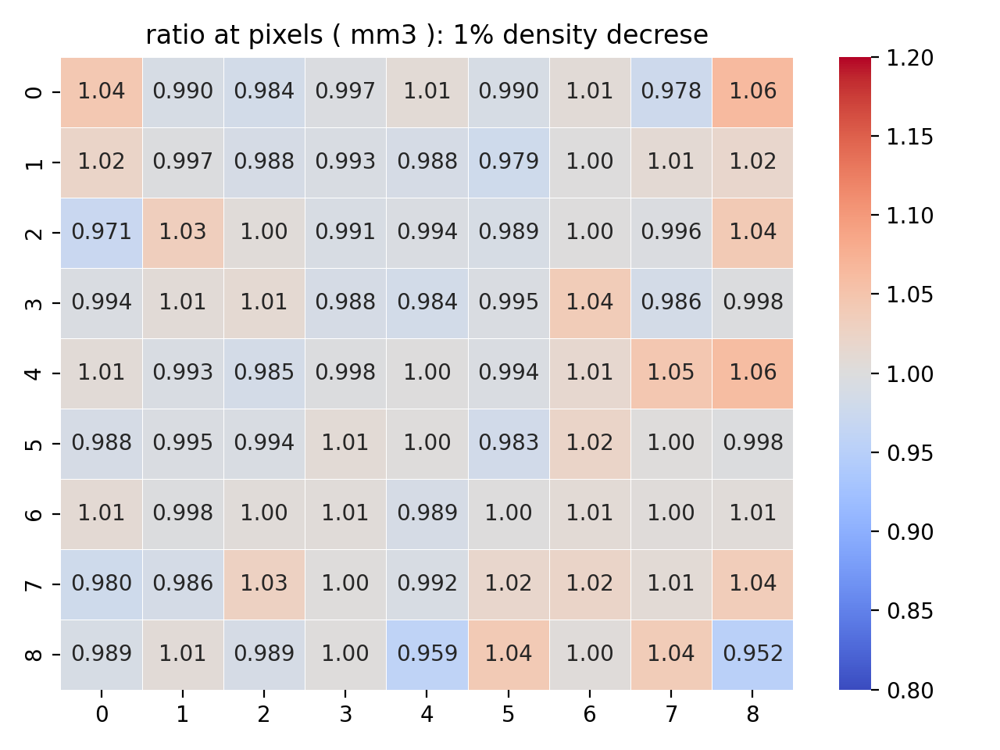 ratio at pixels ( mm3 ): 1% density decrese
1.20
0 1.04 0.990 0.984 0.997 1.01 0.990 1.01 0.978 1.06
1.15
1 1.02 0.997 0.988 0.993 0.988 0.979 1.00 1.01 1.02
1.10
2 0.971 1.03 1.00 0.991 0.994 0.989 1.00 0.996 1.04
1.05
3 0.994 1.01 1.01 0.988 0.984 0.995 1.04 0.986 0.998
4 1.01 0.993 0.985 0.998 1.00 0.994 1.01 1.05 1.06 1.00
5 0.988 0.995 0.994 1.01 1.00 0.983 1.02 1.00 0.998
0.95
6 1.01 0.998 1.00 1.01 0.989 1.00 1.01 1.00 1.01
0.90
7 0.980 0.986 1.03 1.00 0.992 1.02 1.02 1.01 1.04
0.85
8 0.989 1.01 0.989 1.00 0.959 1.04 1.00 1.04 0.952
0.80
0 1 2 3 4 5 6 7 8